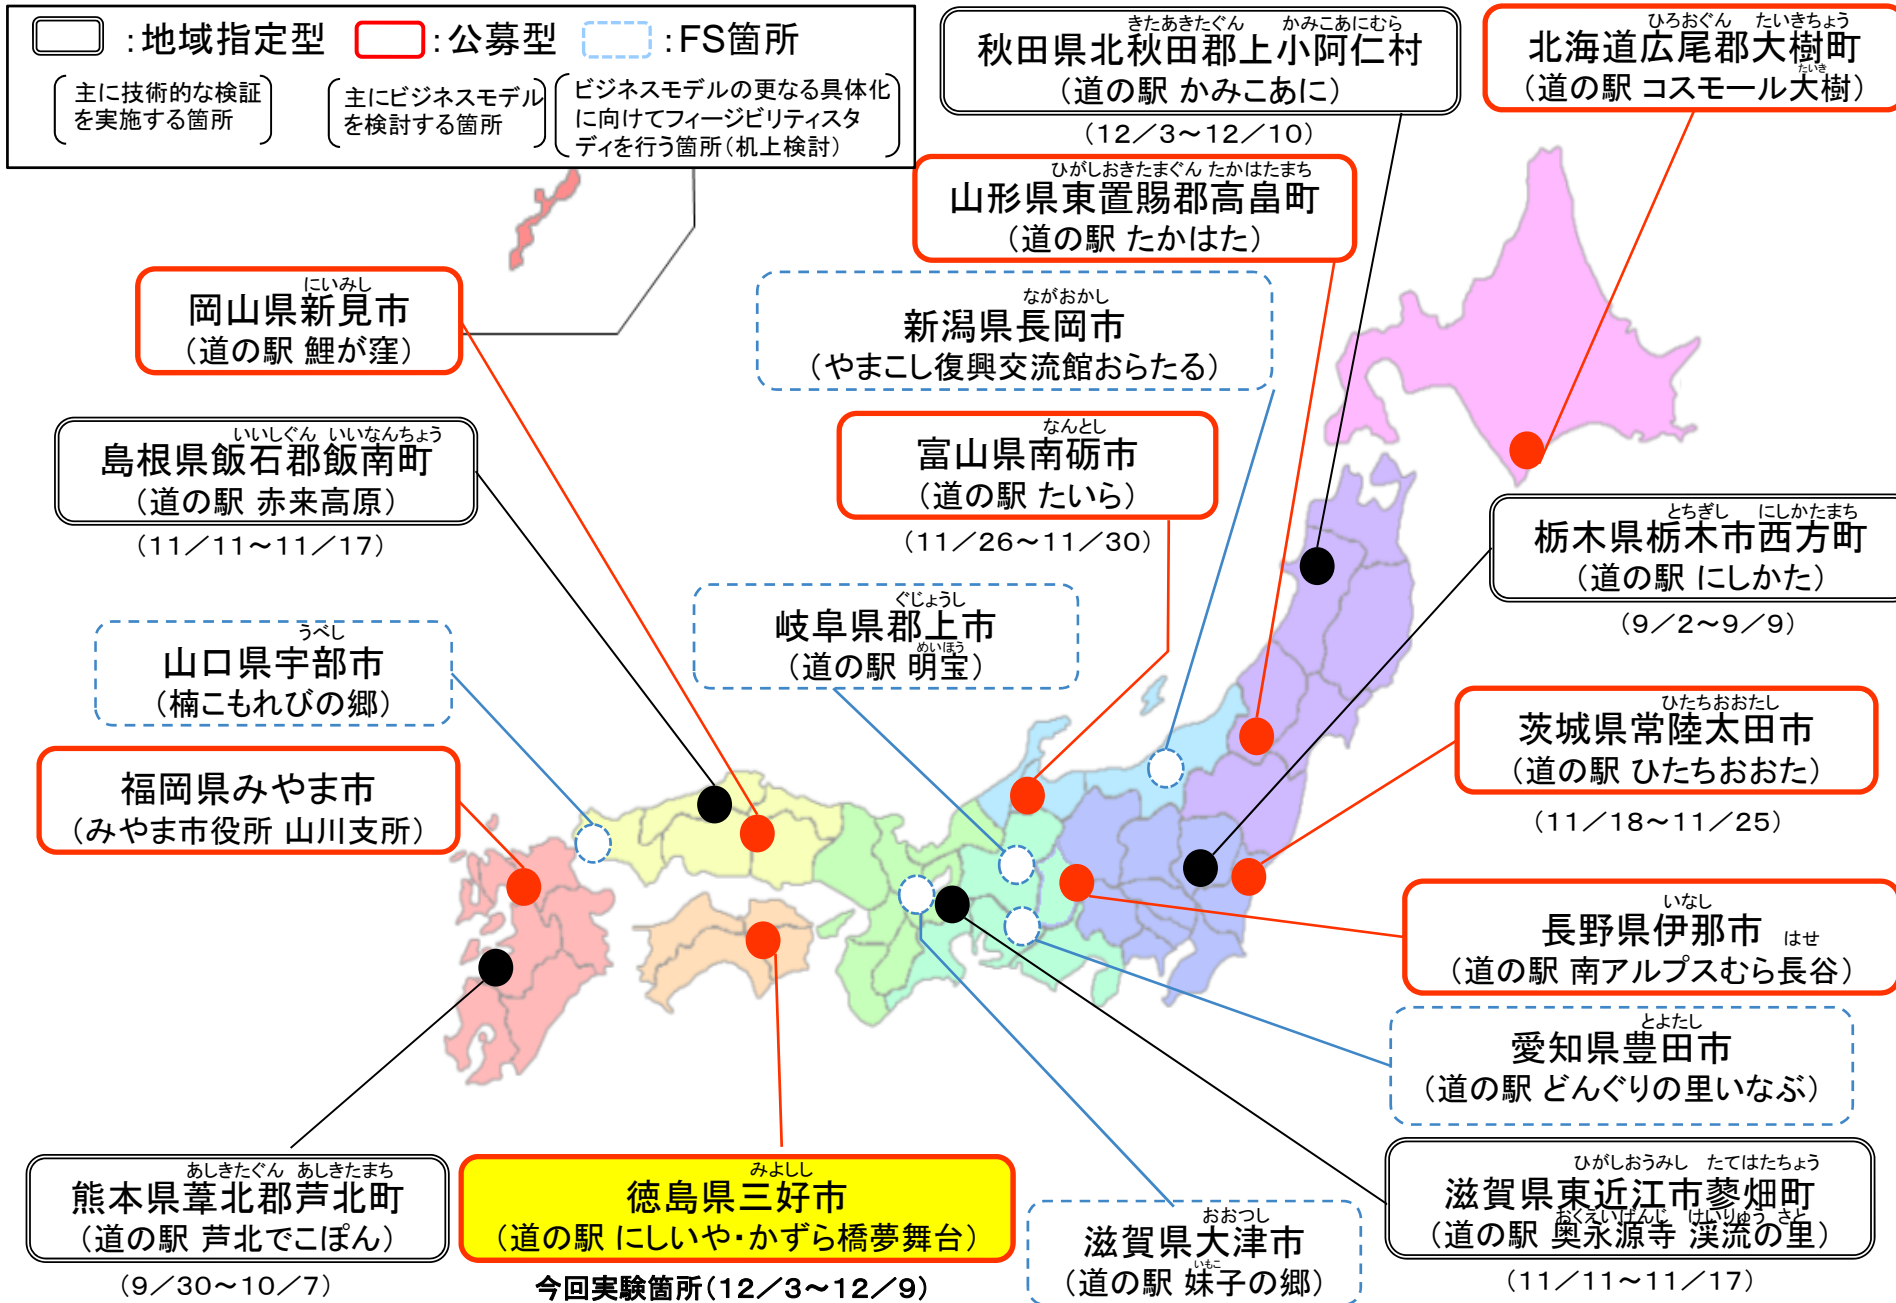 ：地域指定型
主に技術的な検証
を実施する箇所
：公募型
主にビジネスモデル
を検討する箇所
：FS箇所
ビジネスモデルの更なる具体化
に向けてフィージビリティスタ
ディを行う箇所（机上検討）
きたあきたぐん　かみこあにむら
秋田県北秋田郡上小阿仁村
（道の駅 かみこあに）
（12／3～12／10）
ひろおぐん　たいきちょう
北海道広尾郡大樹町
たいき
（道の駅 コスモール大樹）
ひがしおきたまぐん たかはたまち
山形県東置賜郡高畠町
（道の駅 たかはた）
にいみし
岡山県新見市
（道の駅 鯉が窪）
ながおかし
新潟県長岡市
（やまこし復興交流館おらたる）
いいしぐん いいなんちょう
島根県飯石郡飯南町
（道の駅 赤来高原）
（11／11～11／17）
なんとし
富山県南砺市
（道の駅 たいら）
（11／26～11／30）
とちぎし　にしかたまち
栃木県栃木市西方町
（道の駅 にしかた）
（9／2～9／9）
うべし
山口県宇部市
（楠こもれびの郷）
ぐじょうし
岐阜県郡上市
めいほう
（道の駅 明宝）
ひたちおおたし
茨城県常陸太田市
（道の駅 ひたちおおた）
（11／18～11／25）
福岡県みやま市
（みやま市役所 山川支所）
いなし
長野県伊那市
はせ
（道の駅 南アルプスむら長谷）
とよたし
愛知県豊田市
（道の駅 どんぐりの里いなぶ）
あしきたぐん あしきたまち
熊本県葦北郡芦北町
（道の駅 芦北でこぽん）
（9／30～10／7）
みよしし
徳島県三好市
（道の駅 にしいや・かずら橋夢舞台）
今回実験箇所（12／3～12／9）
おおつし
滋賀県大津市
いもこ
（道の駅 妹子の郷）
ひがしおうみし　たてはたちょう
滋賀県東近江市蓼畑町
おくえいげんじ　けいりゅう さと
（道の駅 奥永源寺 渓流の里）
（11／11～11／17）